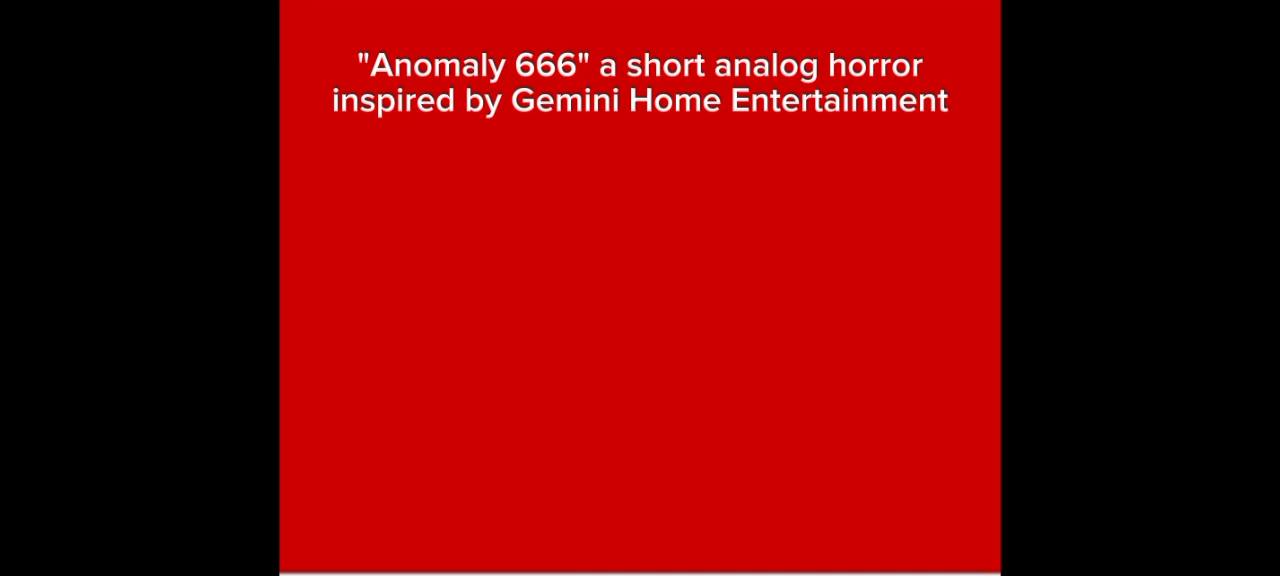 "Anomaly 666" a short analog horror
inspired by Gemini Home Entertainment